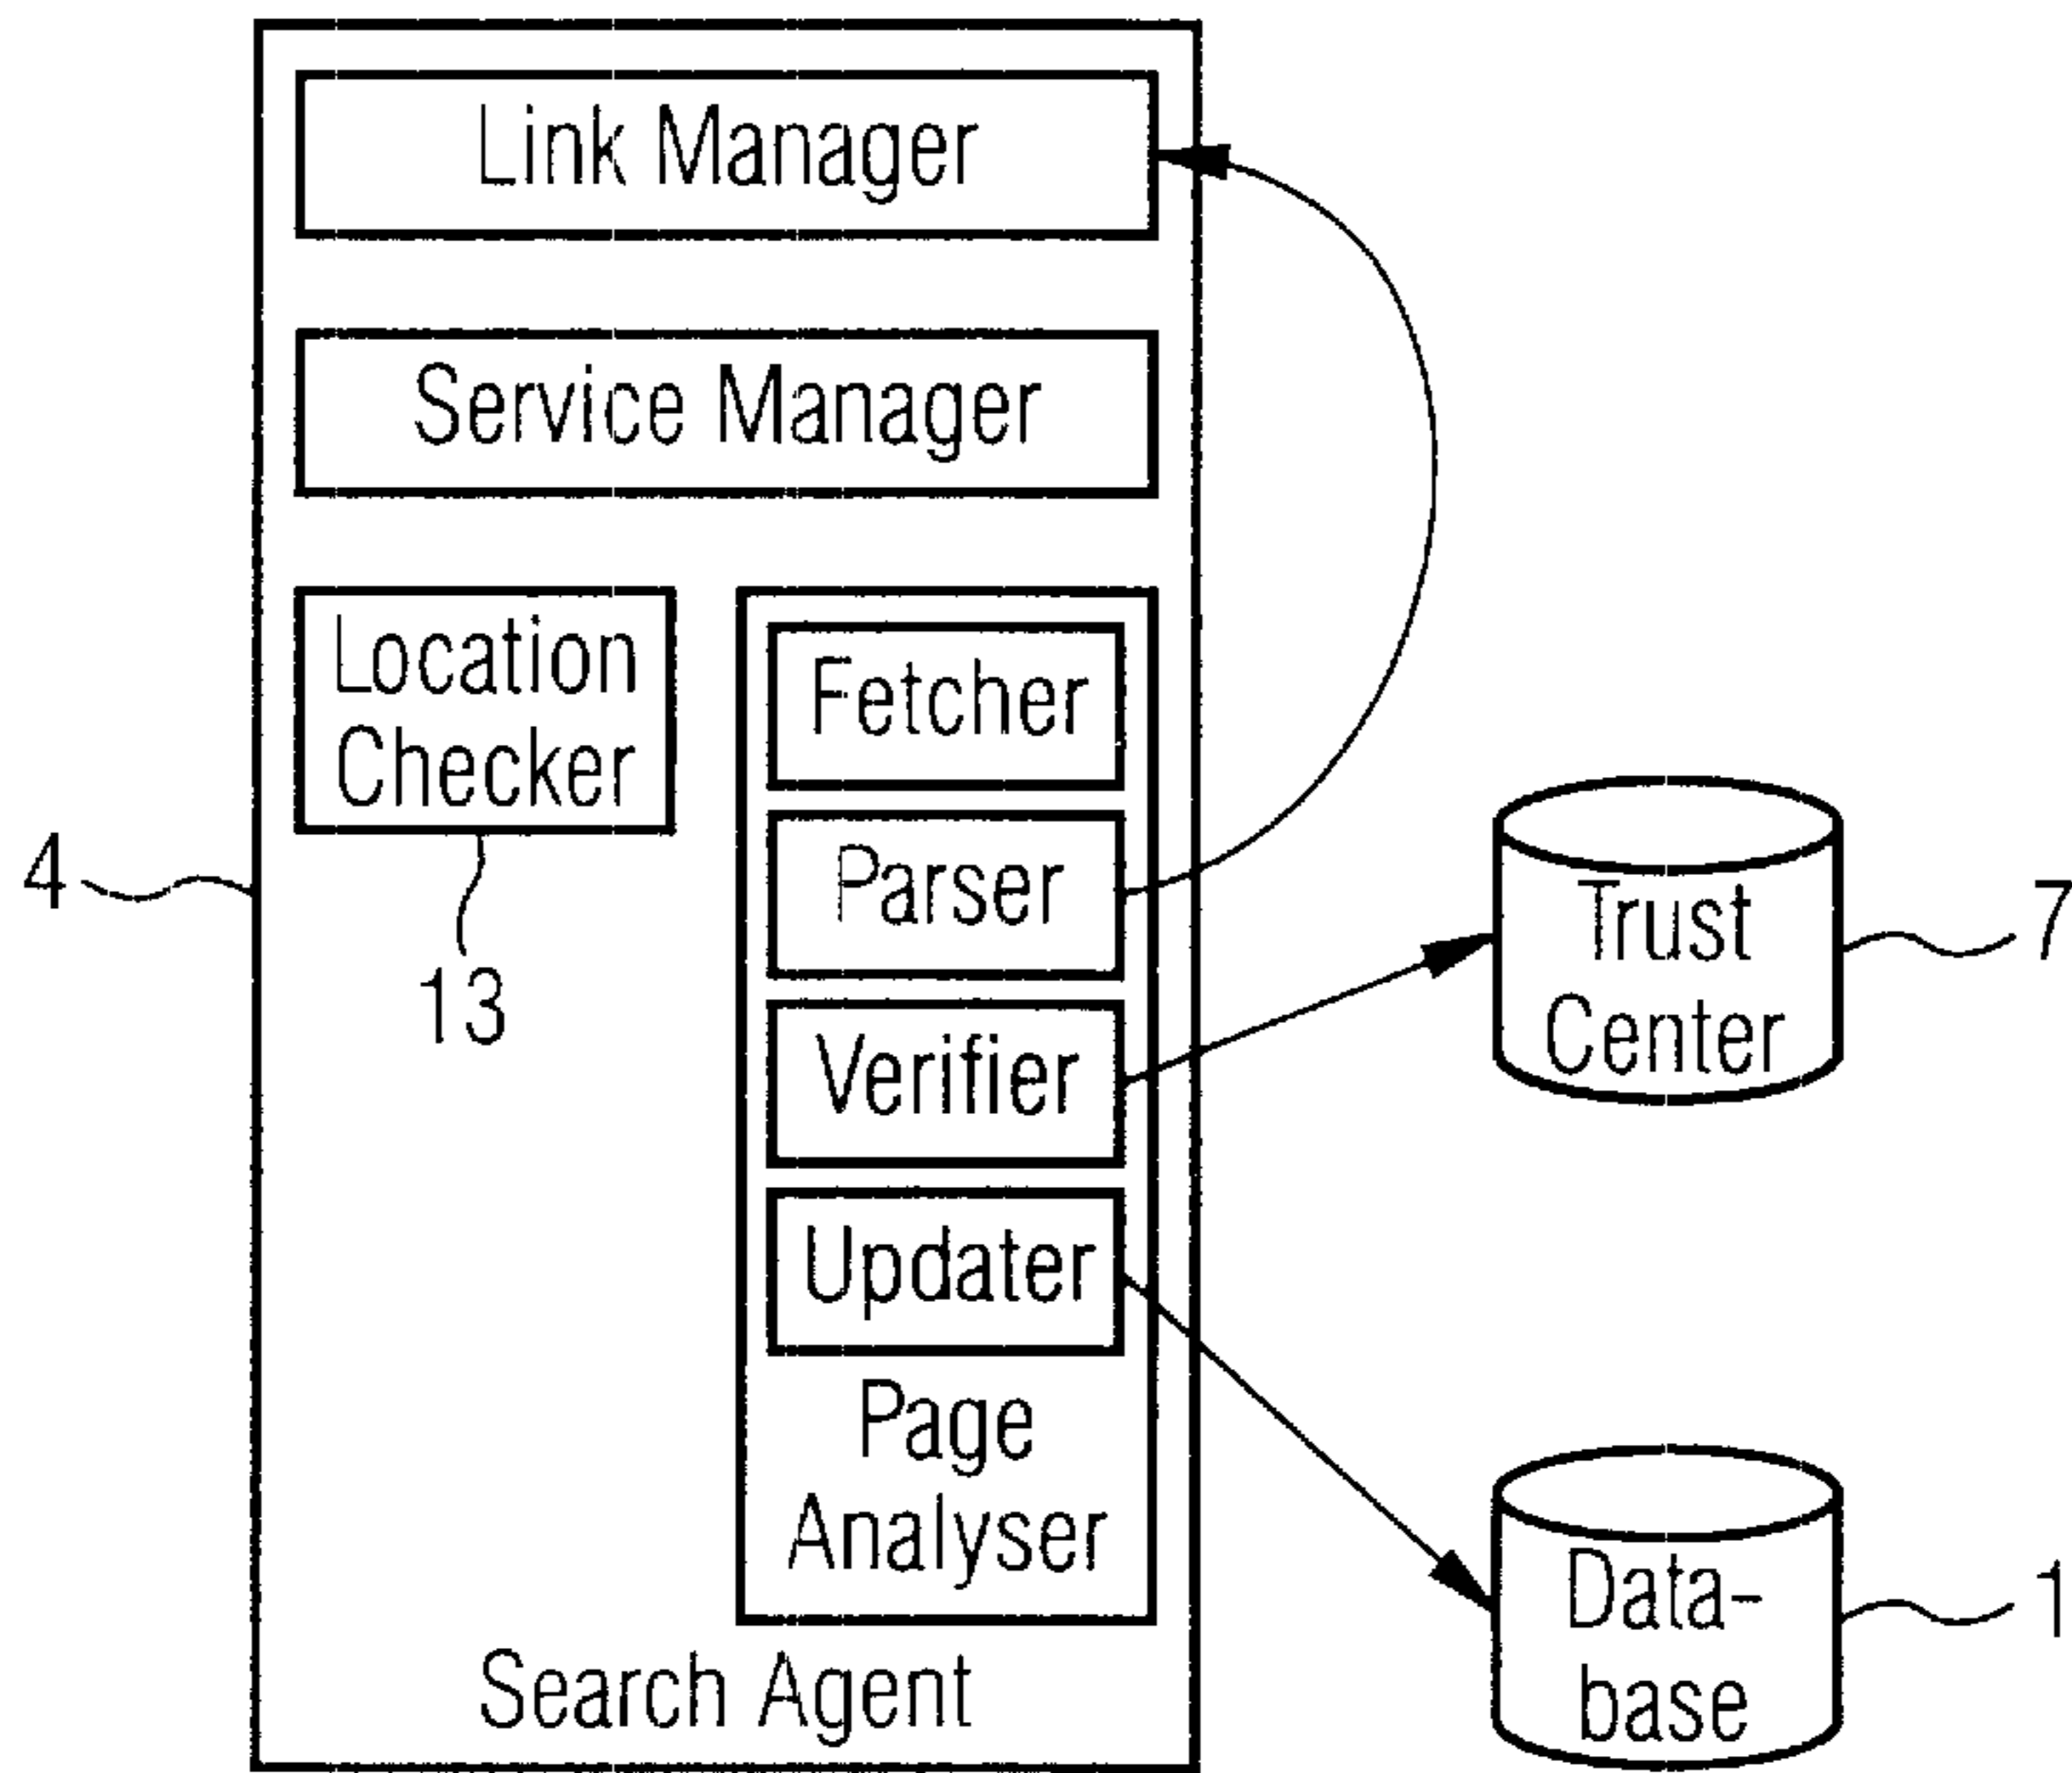 Link Manager
Service Manager
Location
Checker
13
4
Fetcher
Parser
Verifier
Updater
Page
Analyser
Search Agent
Trust
Center
7
Data-
base
1